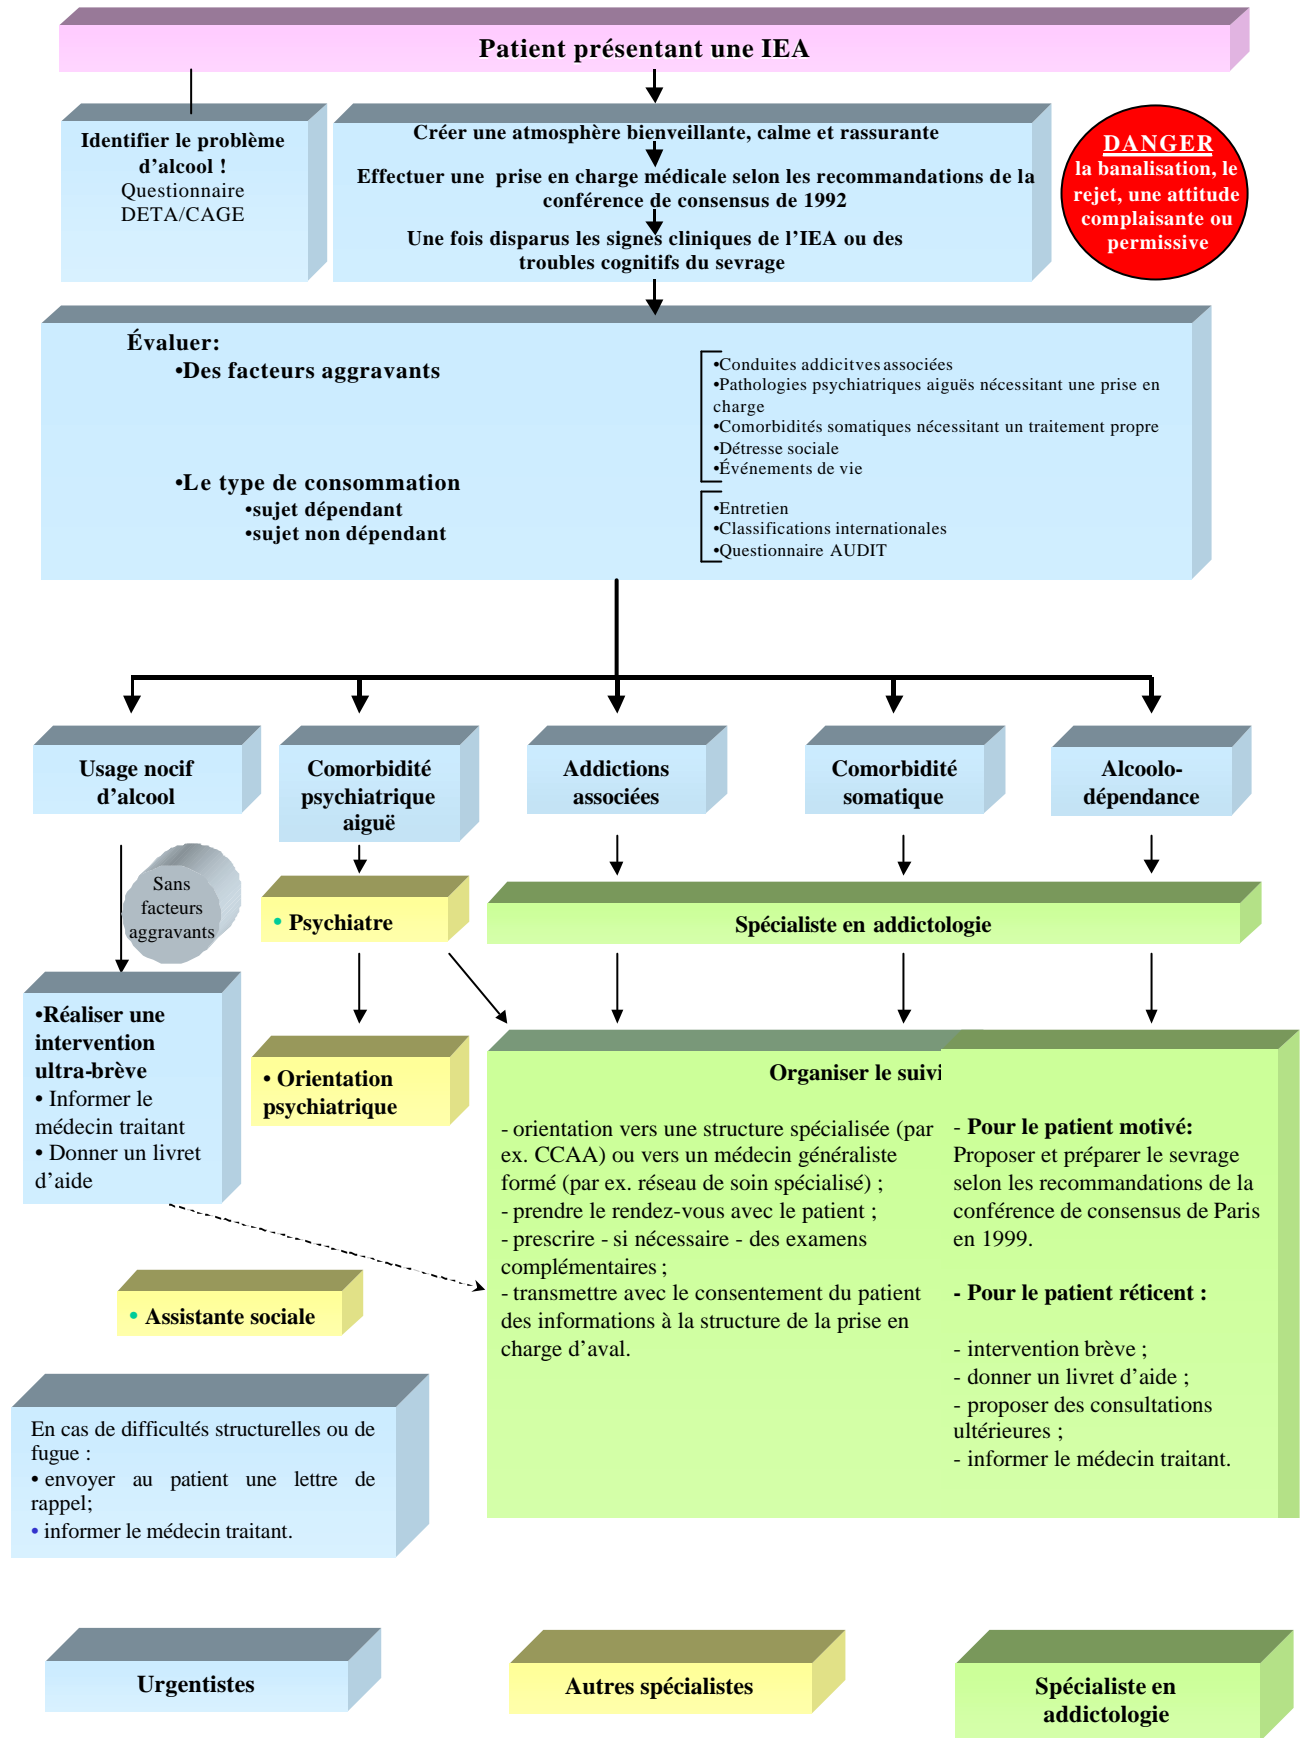 Patient présentant une IEA
Identifier le problème
d’alcool !
Questionnaire
DETA/CAGE
Créer une atmosphère bienveillante, calme et rassurante
Effectuer une prise en charge médicale selon les recommandations de la
conférence de consensus de 1992
Une fois disparus les signes cliniques de l’IEA ou des
troubles cognitifs du sevrage
DANGER
la banalisation, le
rejet, une attitude
complaisante ou
permissive
Évaluer:
•Des facteurs aggravants
•Conduites addicitves associées
•Pathologies psychiatriques aiguës nécessitant une prise en
charge
•Comorbidités somatiques nécessitant un traitement propre
•Détresse sociale
•Événements de vie
•Le type de consommation
•sujet dépendant
•sujet non dépendant
•Entretien
•Classifications internationales
•Questionnaire AUDIT
Usage nocif
d’alcool
Comorbidité
psychiatrique
aiguë
Addictions
associées
Comorbidité
somatique
Alcoolo-
dépendance
Sans
facteurs
aggravants
• Psychiatre
Spécialiste en addictologie
•Réaliser une
intervention
ultra-brève
• Informer le
médecin traitant
• Donner un livret
d’aide
• Orientation
psychiatrique
Organiser le suivi
- orientation vers une structure spécialisée (par
ex. CCAA) ou vers un médecin généraliste
formé (par ex. réseau de soin spécialisé) ;
- prendre le rendez-vous avec le patient ;
- prescrire - si nécessaire - des examens
complémentaires ;
- transmettre avec le consentement du patient
des informations à la structure de la prise en
charge d’aval.
- Pour le patient motivé:
Proposer et préparer le sevrage
selon les recommandations de la
conférence de consensus de Paris
en 1999.
- Pour le patient réticent :
- intervention brève ;
- donner un livret d’aide ;
- proposer des consultations
ultérieures ;
- informer le médecin traitant.
• Assistante sociale
En cas de difficultés structurelles ou de
fugue :
• envoyer au patient une lettre de
rappel;
• informer le médecin traitant.
Urgentistes
Autres spécialistes
Spécialiste en
addictologie